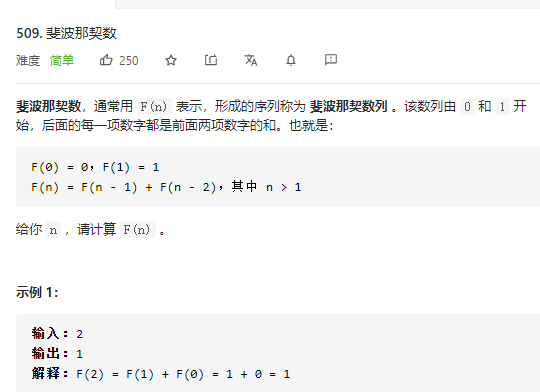 509. 斐波那契数
难度 简单 250
斐波那契数，通常用 F(n) 表示，形成的序列称为 斐波那契数列 。该数列由 0 和 1 开
始，后面的每一项数字都是前面两项数字的和。也就是：
F(0) = 0，F(1) = 1
F(n) = F(n - 1) + F(n - 2)，其中 n > 1
给你 n ，请计算 F(n) 。
示例 1：
输入：2
输出：1
解释：F(2) = F(1) + F(0) = 1 + 0 = 1